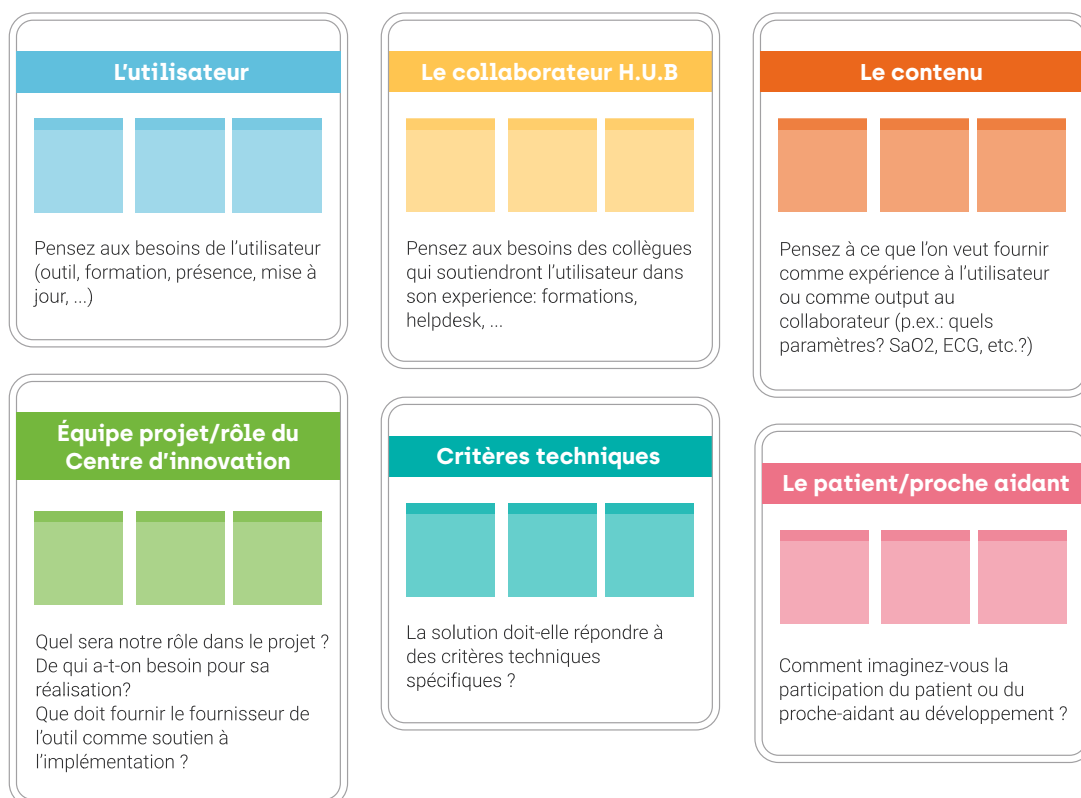 L'utilisateur
Pensez aux besoins de l'utilisateur
(outil, formation, présence, mise à
jour, ...)
Le collaborateur H.U.B
Pensez aux besoins des collègues
qui soutiendront l'utilisateur dans
son experience: formations,
helpdesk, ...
Le contenu
Pensez à ce que l'on veut fournir
comme expérience à l'utilisateur
ou comme output au
collaborateur (p.ex.: quels
paramètres? SaO2, ECG, etc.?)
Équipe projet/rôle du
Centre d'innovation
Quel sera notre rôle dans le projet ?
De qui a-t-on besoin pour sa
réalisation?
Que doit fournir le fournisseur de
l'outil comme soutien à
l'implémentation ?
Critères techniques
La solution doit-elle répondre à
des critères techniques
spécifiques ?
Le patient/proche aidant
Comment imaginez-vous la
participation du patient ou du
proche-aidant au développement ?